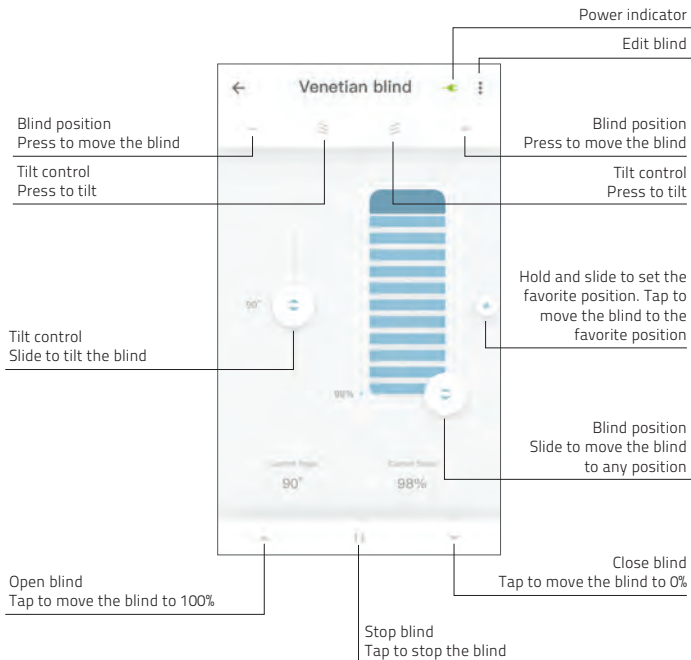 Power indicator
Edit blind
Venetian blind
Blind position
Press to move the blind
Blind position
Press to move the blind
Tilt control
Press to tilt
Tilt control
Press to tilt
Hold and slide to set the
favorite position. Tap to
move the blind to the
favorite position
90°
Tilt control
Slide to tilt the blind
98%
Blind position
Slide to move the blind
to any position
90°
98%
Open blind
Tap to move the blind to 100%
Close blind
Tap to move the blind to 0%
Stop blind
Tap to stop the blind